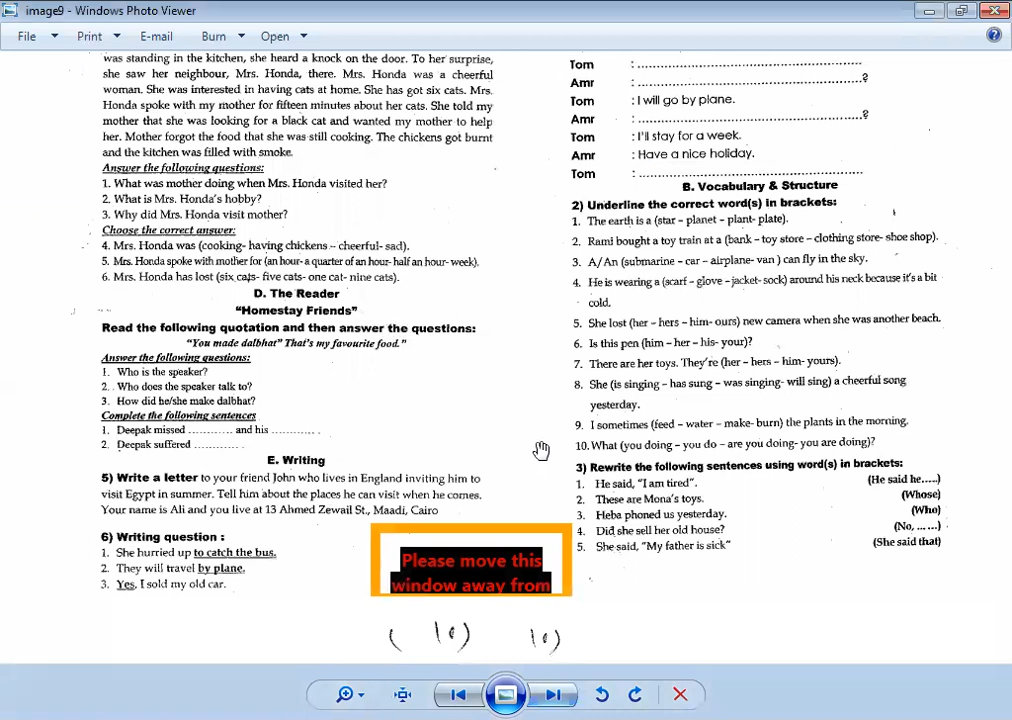 image9 - Windows Photo Viewer
File Print E-mail Burn Open
was standing in the kitchen, she heard a knock on the door. To her surprise,
she saw her neighbour, Mrs. Honda, there. Mrs. Honda was a cheerful
woman. She was interested in having cats at home. She has got six cats. Mrs.
Honda spoke with my mother for fifteen minutes about her cats. She told my
mother that she was looking for a black cat and wanted my mother to help
her. Mother forgot the food that she was still cooking. The chickens got burnt
and the kitchen was filled with smoke.
Answer the following questions:
1. What was mother doing when Mrs. Honda visited her?
2. What is Mrs. Honda's hobby?
3. Why did Mrs. Honda visit mother?
Choose the correct answer:
4. Mrs. Honda was (cooking- having chickens – cheerful- sad).
5. Mrs. Honda spoke with mother for (an hour- a quarter of an hour- half an hour- week).
6. Mrs. Honda has lost (six cats- five cats- one cat- nine cats).
D. The Reader
"Homestay Friends"
Read the following quotation and then answer the questions:
"You made dalbhat" That's my favourite food."
Answer the following questions:
1. Who is the speaker?
2. Who does the speaker talk to?
3. How did he/she make dalbhat?
Complete the following sentences
1. Deepak missed ........... and his ............ .
2. Deepak suffered ............
E. Writing
5) Write a letter to your friend John who lives in England inviting him to
visit Egypt in summer. Tell him about the places he can visit when he comes.
Your name is Ali and you live at 13 Ahmed Zewail St., Maadi, Cairo
6) Writing question :
1. She hurried up to catch the bus.
2. They will travel by plane.
3. Yes, I sold my old car.
Tom : ............................................................
Amr : ............................................................?
Tom : I will go by plane.
Amr : ............................................................?
Tom : I'll stay for a week.
Amr : Have a nice holiday.
Tom : ............................................................
B. Vocabulary & Structure
2) Underline the correct word(s) in brackets:
1. The earth is a (star – planet – plant- plate).
2. Rami bought a toy train at a (bank – toy store – clothing store- shoe shop).
3. A/An (submarine – car – airplane- van ) can fly in the sky.
4. He is wearing a (scarf – glove – jacket- sock) around his neck because it's a bit
cold.
5. She lost (her – hers – him- ours) new camera when she was another beach.
6. Is this pen (him – her – his- your)?
7. There are her toys. They're (her – hers – him- yours).
8. She (is singing – has sung – was singing- will sing) a cheerful song
yesterday.
9. I sometimes (feed – water – make- burn) the plants in the morning.
10. What (you doing – you do – are you doing- you are doing)?
3) Rewrite the following sentences using word(s) in brackets:
1. He said, "I am tired". (He said he.....)
2. These are Mona's toys. (Whose)
3. Heba phoned us yesterday. (Who)
4. Did she sell her old house? (No, ......)
5. She said, "My father is sick" (She said that)
Please move this
window away from
( 10) 10)